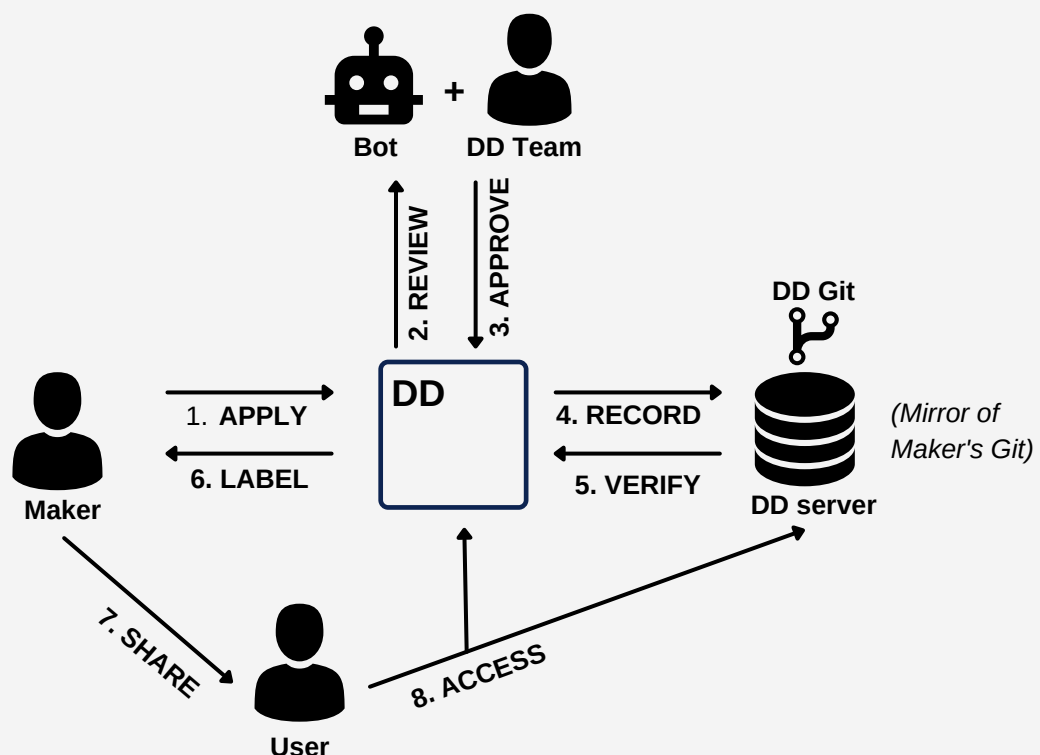 +
Bot
DD Team
2. REVIEW
3. APPROVE
DD Git
DD
1. APPLY
4. RECORD
(Mirror of
Maker's Git)
6. LABEL
5. VERIFY
Maker
DD server
7. SHARE
8. ACCESS
User